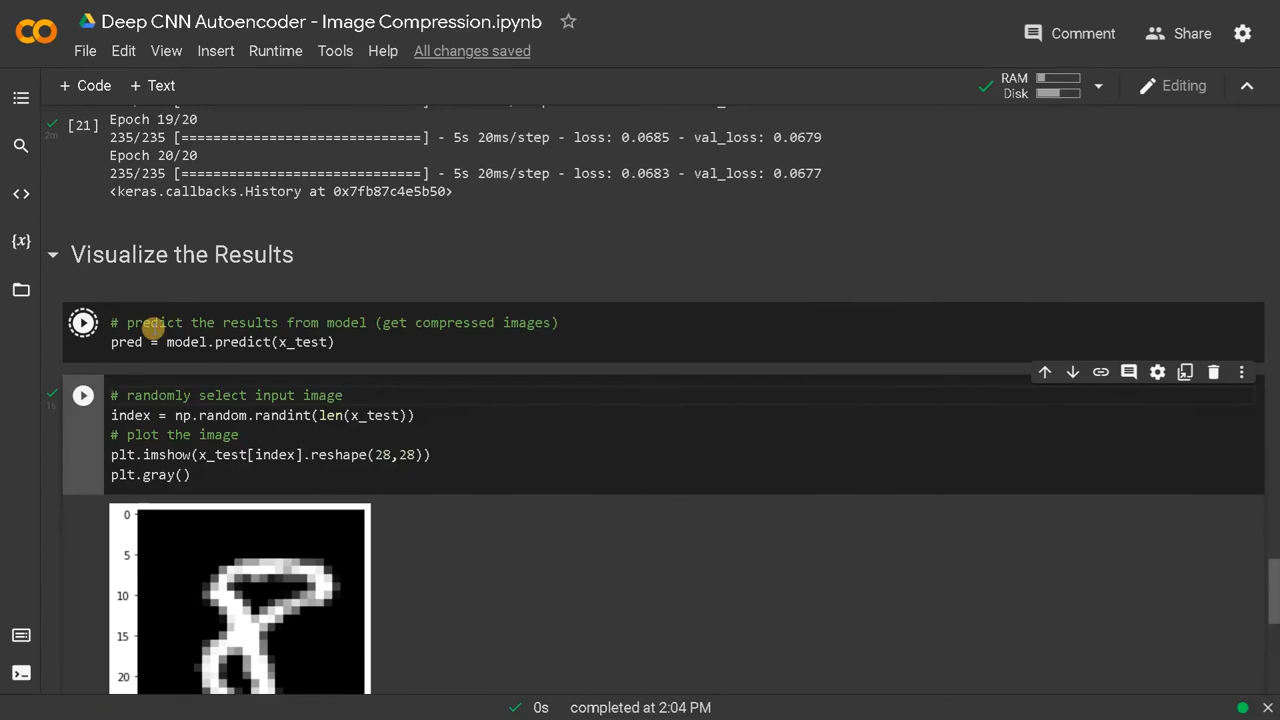 Deep CNN Autoencoder - Image Compression.ipynb
File Edit View Insert Runtime Tools Help All changes saved
Comment
Share
+ Code + Text
RAM
Disk
Editing
[21]
2m
Epoch 19/20
235/235 [==============================] - 5s 20ms/step - loss: 0.0685 - val_loss: 0.0679
Epoch 20/20
235/235 [==============================] - 5s 20ms/step - loss: 0.0683 - val_loss: 0.0677
<keras.callbacks.History at 0x7fb87c4e5b50>
Visualize the Results
# predict the results from model (get compressed images)
pred = model.predict(x_test)
1s
# randomly select input image
index = np.random.randint(len(x_test))
# plot the image
plt.imshow(x_test[index].reshape(28,28))
plt.gray()
0
5
10
15
20
0s completed at 2:04 PM